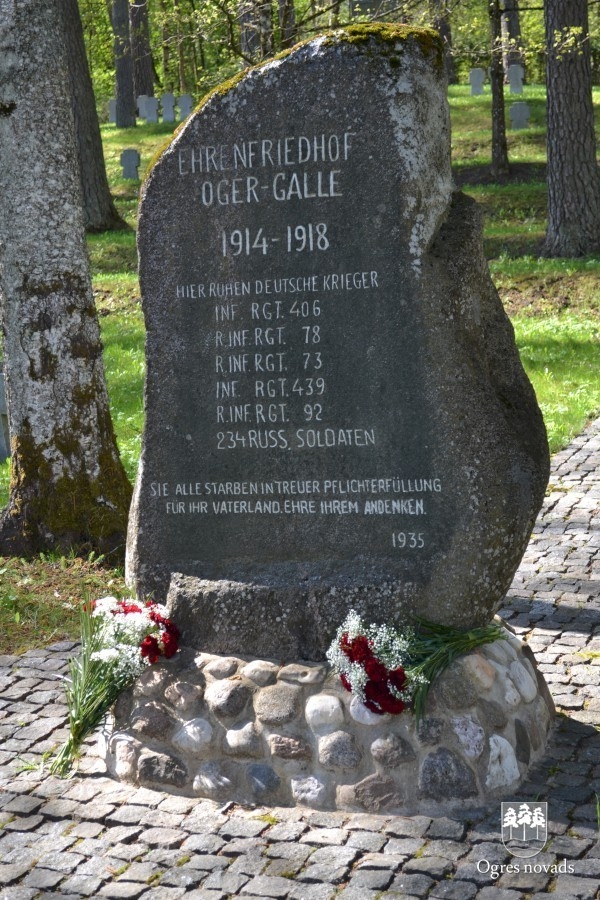 EHRENFRIEDHOF
OGER-GALLE
1914-1918
HIER RUHEN DEUTSCHE KRIEGER
INF. RGT. 406
R.INF.RGT. 78
R.INF.RGT. 73
INF. RGT. 439
R.INF.RGT. 92
234 RUSS. SOLDATEN
SIE ALLE STARBEN IN TREUER PFLICHTERFÜLLUNG
FÜR IHR VATERLAND. EHRE IHREM ANDENKEN.
1935
Ogres novads